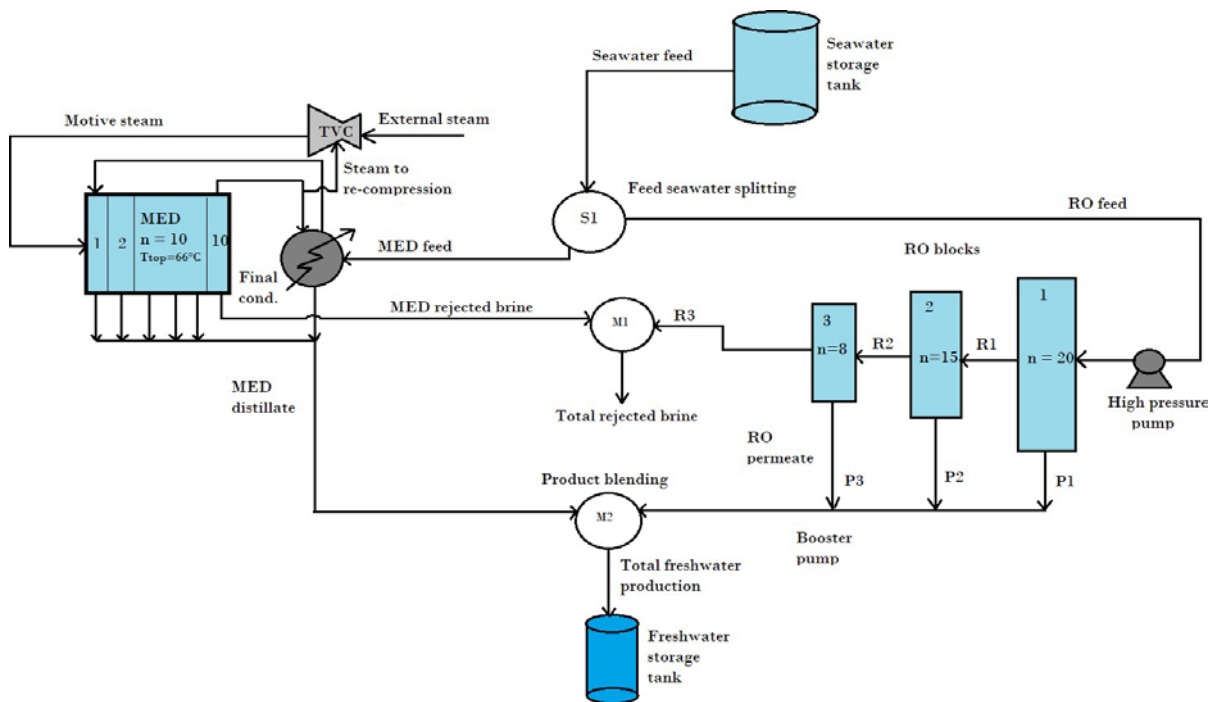 Seawater feed
Seawater
storage
tank
Motive steam
TVC
External steam
Steam to
re-compression
Feed seawater splitting
S1
RO feed
MED
n = 10
Ttop=66°C
1
2
10
MED feed
RO blocks
Final
cond.
MED rejected brine
M1
R3
3
n=8
R2
2
n=15
R1
1
n = 20
High pressure
pump
MED
distillate
Total rejected brine
RO
permeate
P3
P2
P1
Product blending
M2
Booster
pump
Total freshwater
production
Freshwater
storage
tank